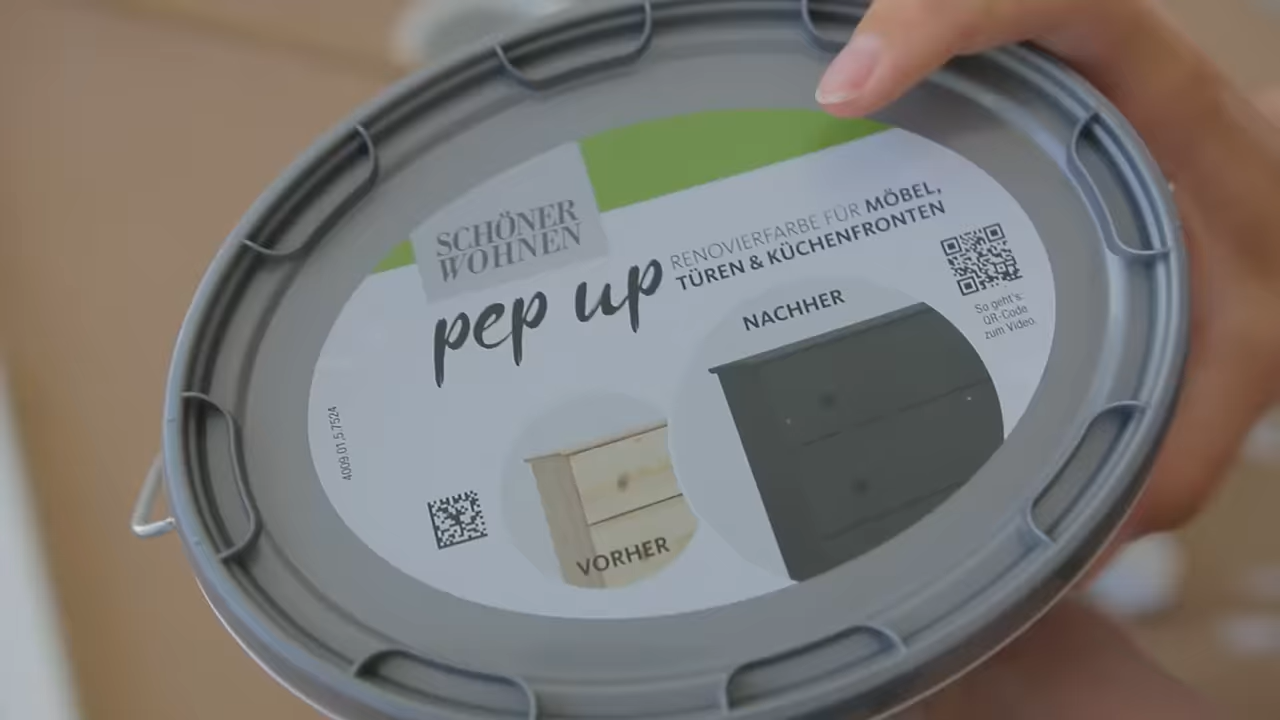 SCHÖNER
WOHNEN
pep up
RENOVIERFARBE FÜR MÖBEL,
TÜREN & KÜCHENFRONTEN
NACHHER
So geht's:
QR-Code
zum Video.
VORHER
4009.01.5.7524